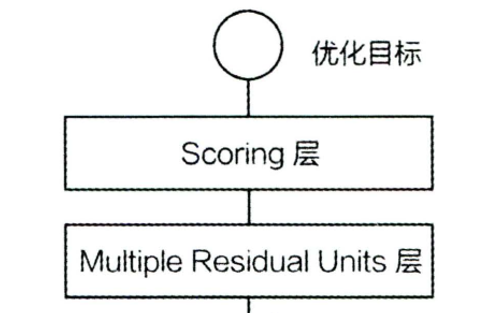 优化目标
Scoring 层
Multiple Residual Units 层